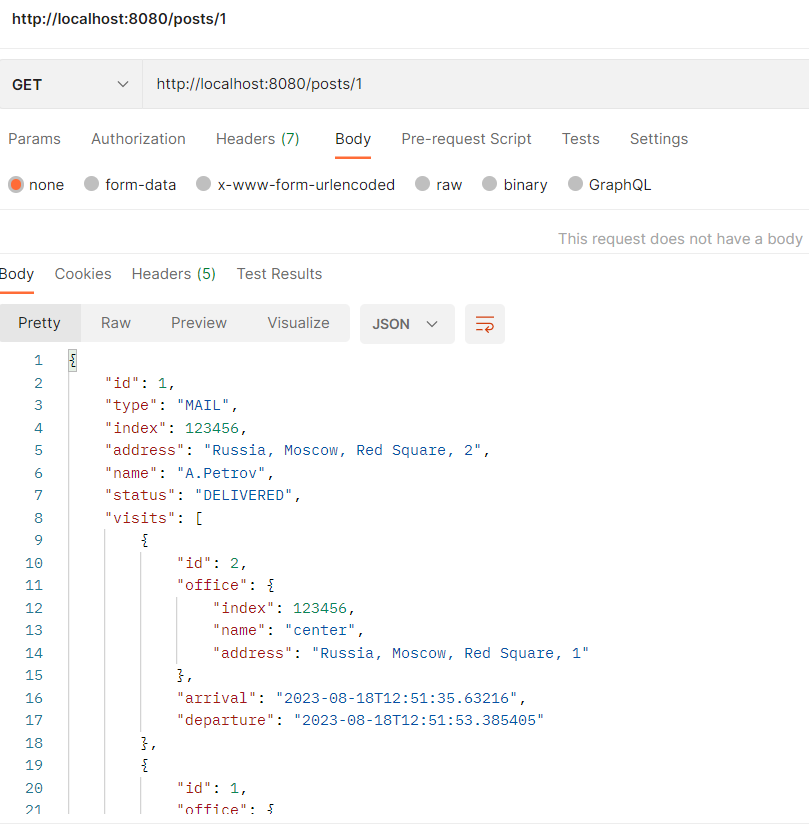 http://localhost:8080/posts/1
GET http://localhost:8080/posts/1
Params Authorization Headers (7) Body Pre-request Script Tests Settings
none form-data x-www-form-urlencoded raw binary GraphQL
This request does not have a body
Body Cookies Headers (5) Test Results
Pretty Raw Preview Visualize JSON
1 {
2 "id": 1,
3 "type": "MAIL",
4 "index": 123456,
5 "address": "Russia, Moscow, Red Square, 2",
6 "name": "A.Petrov",
7 "status": "DELIVERED",
8 "visits": [
9 {
10 "id": 2,
11 "office": {
12 "index": 123456,
13 "name": "center",
14 "address": "Russia, Moscow, Red Square, 1"
15 },
16 "arrival": "2023-08-18T12:51:35.63216",
17 "departure": "2023-08-18T12:51:53.385405"
18 },
19 {
20 "id": 1,
21 "office": {